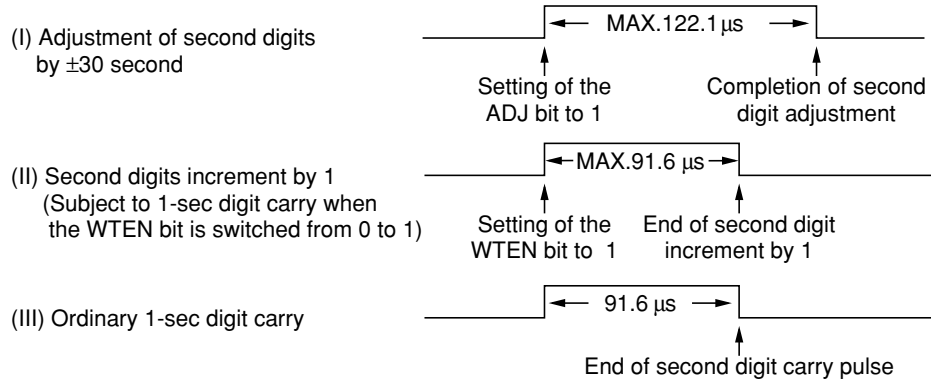 (I) Adjustment of second digits
by ±30 second
MAX.122.1 µs
Setting of the
ADJ bit to 1
Completion of second
digit adjustment
(II) Second digits increment by 1
(Subject to 1-sec digit carry when
the WTEN bit is switched from 0 to 1)
MAX.91.6 µs
Setting of the
WTEN bit to 1
End of second digit
increment by 1
(III) Ordinary 1-sec digit carry
91.6 µs
End of second digit carry pulse